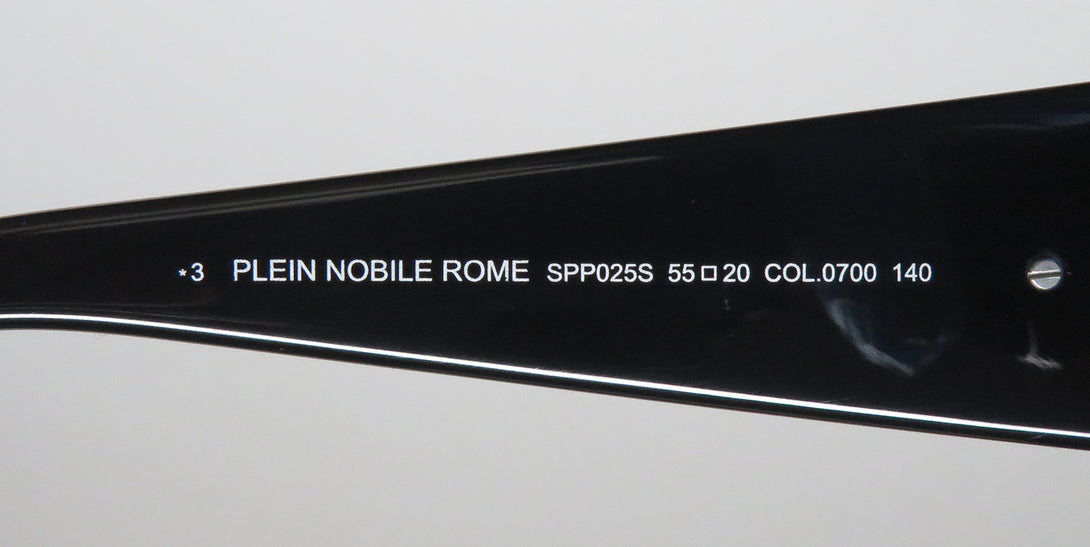 *3 PLEIN NOBILE ROME SPP025S 55□20 COL.0700 140